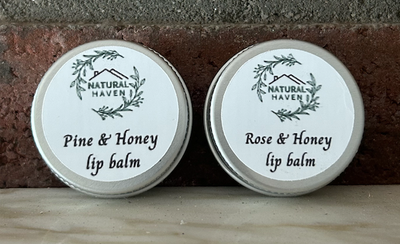 NATURAL
HAVEN
Pine & Honey
lip balm
NATURAL
HAVEN
Rose & Honey
lip balm